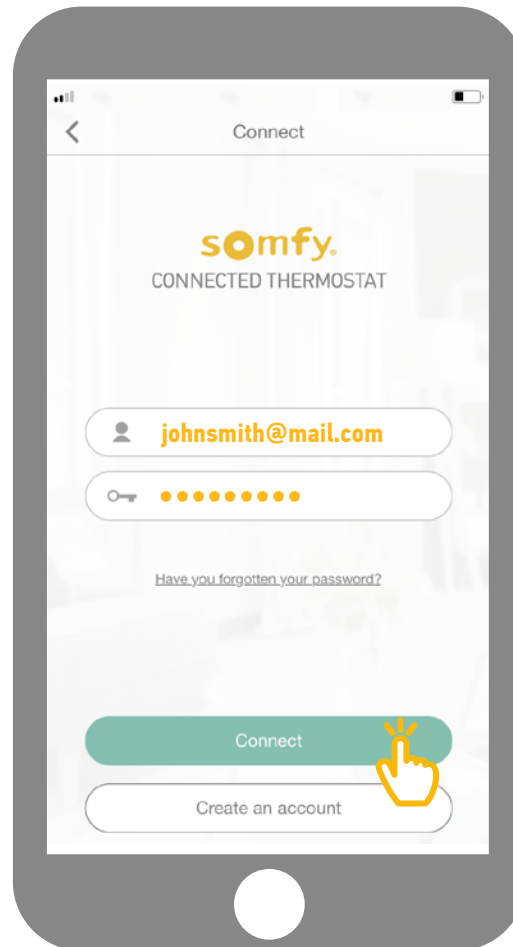 Connect
somfy.
CONNECTED THERMOSTAT
johnsmith@mail.com
•••••••••
Have you forgotten your password?
Connect
Create an account